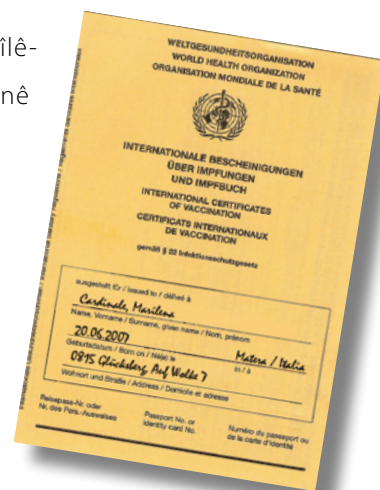 îlê-
nê
WELTGESUNDHEITSORGANISATION
WORLD HEALTH ORGANIZATION
ORGANISATION MONDIALE DE LA SANTÉ
INTERNATIONALE BESCHEINIGUNGEN
ÜBER IMPFUNGEN
UND IMPFBUCH
INTERNATIONAL CERTIFICATES
OF VACCINATION
CERTIFICATS INTERNATIONAUX
DE VACCINATION
gemäß § 22 Infektionsschutzgesetz
ausgestellt für / issued to / délivré à
Cardinale, Marilena
Name, Vorname / Surname, given name / Nom, prénom
20.06.2007 Matera / Italia
Geburtsdatum / Born on / Né(e) le in / à
0815 Glücksberg Auf Wolke 7
Wohnort und Straße / Address / Domicile et adresse
Reisepass-Nr. oder Passport No. or Numéro du passeport ou
Nr. des Pers.-Ausweises identity card No. de la carte d'identité